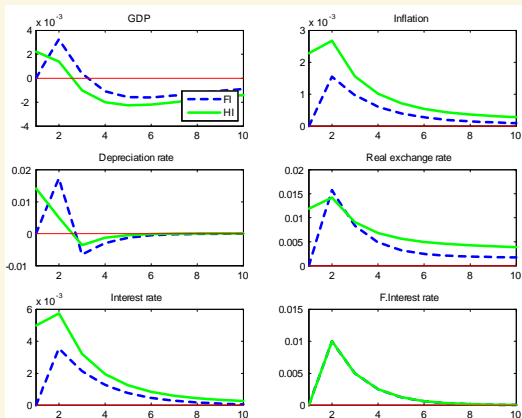 GDP
x 10⁻³
4
2
0
-2
-4
2 4 6 8 10
FI
HI
Inflation
x 10⁻³
3
2
1
0
2 4 6 8 10
Depreciation rate
0.02
0.01
0
-0.01
2 4 6 8 10
Real exchange rate
0.02
0.015
0.01
0.005
0
2 4 6 8 10
Interest rate
x 10⁻³
6
4
2
0
2 4 6 8 10
F.Interest rate
0.015
0.01
0.005
0
2 4 6 8 10